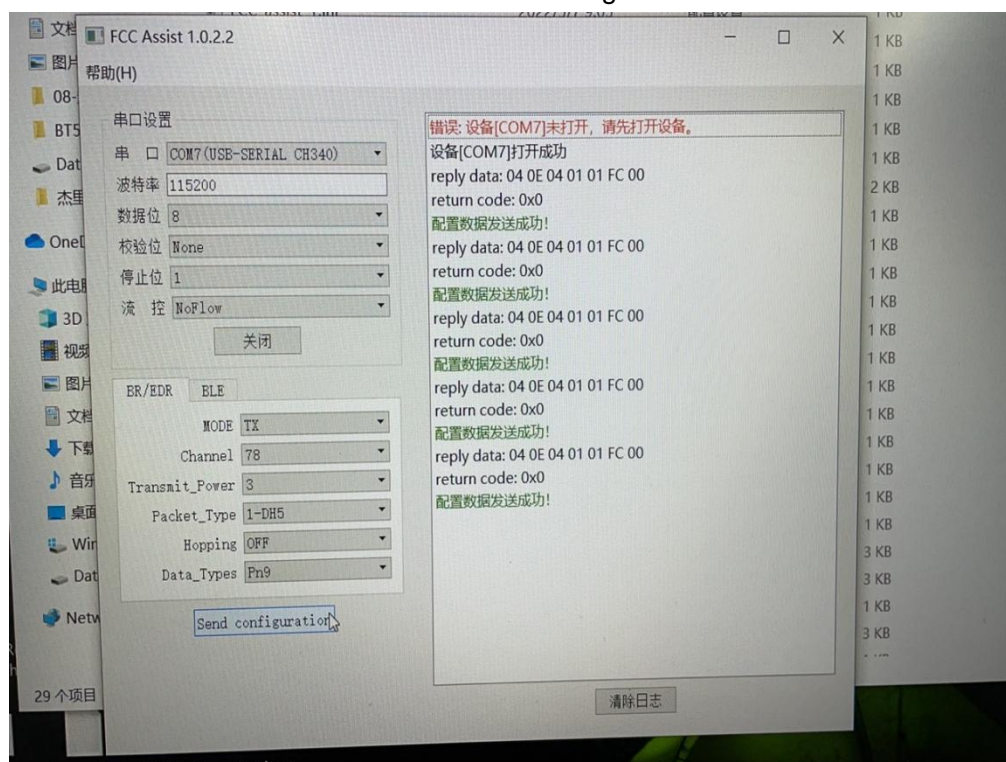 文档
图片
08-
BT5
Dat
杰里
OneD
此电脑
3D
视频
图片
文档
下载
音乐
桌面
Win
Dat
Netw
29 个项目
FCC Assist 1.0.2.2
帮助(H)
串口设置
串 口 COM7(USB-SERIAL CH340)
波特率 115200
数据位 8
校验位 None
停止位 1
流 控 NoFlow
关闭
BR/EDR BLE
MODE TX
Channel 78
Transmit_Power 3
Packet_Type 1-DH5
Hopping OFF
Data_Types Pn9
Send configuration
错误: 设备[COM7]未打开，请先打开设备。
设备[COM7]打开成功
reply data: 04 0E 04 01 01 FC 00
return code: 0x0
配置数据发送成功!
reply data: 04 0E 04 01 01 FC 00
return code: 0x0
配置数据发送成功!
reply data: 04 0E 04 01 01 FC 00
return code: 0x0
配置数据发送成功!
reply data: 04 0E 04 01 01 FC 00
return code: 0x0
配置数据发送成功!
reply data: 04 0E 04 01 01 FC 00
return code: 0x0
配置数据发送成功!
清除日志
1 KB
1 KB
1 KB
1 KB
1 KB
2 KB
1 KB
1 KB
1 KB
1 KB
1 KB
1 KB
1 KB
1 KB
1 KB
1 KB
1 KB
1 KB
3 KB
3 KB
1 KB
3 KB